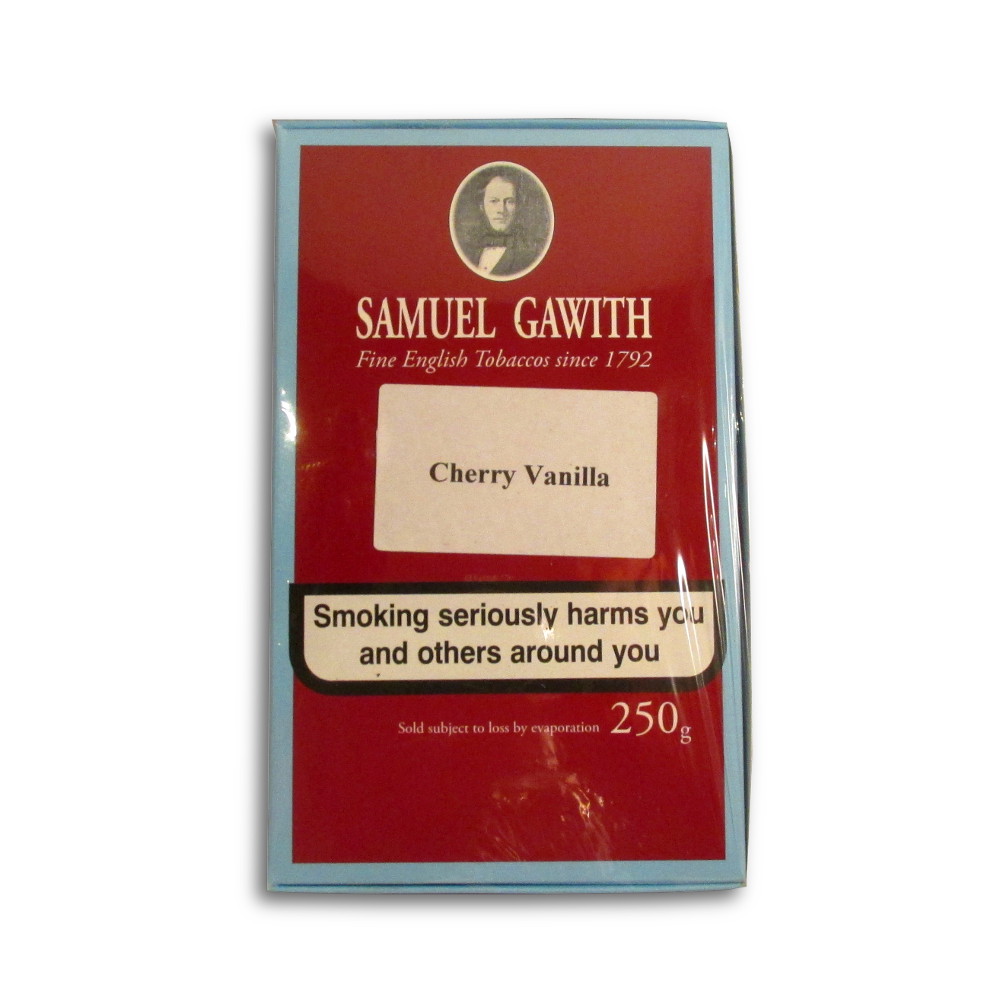 SAMUEL GAWITH
Fine English Tobaccos since 1792
Cherry Vanilla
Smoking seriously harms you
and others around you
Sold subject to loss by evaporation 250g